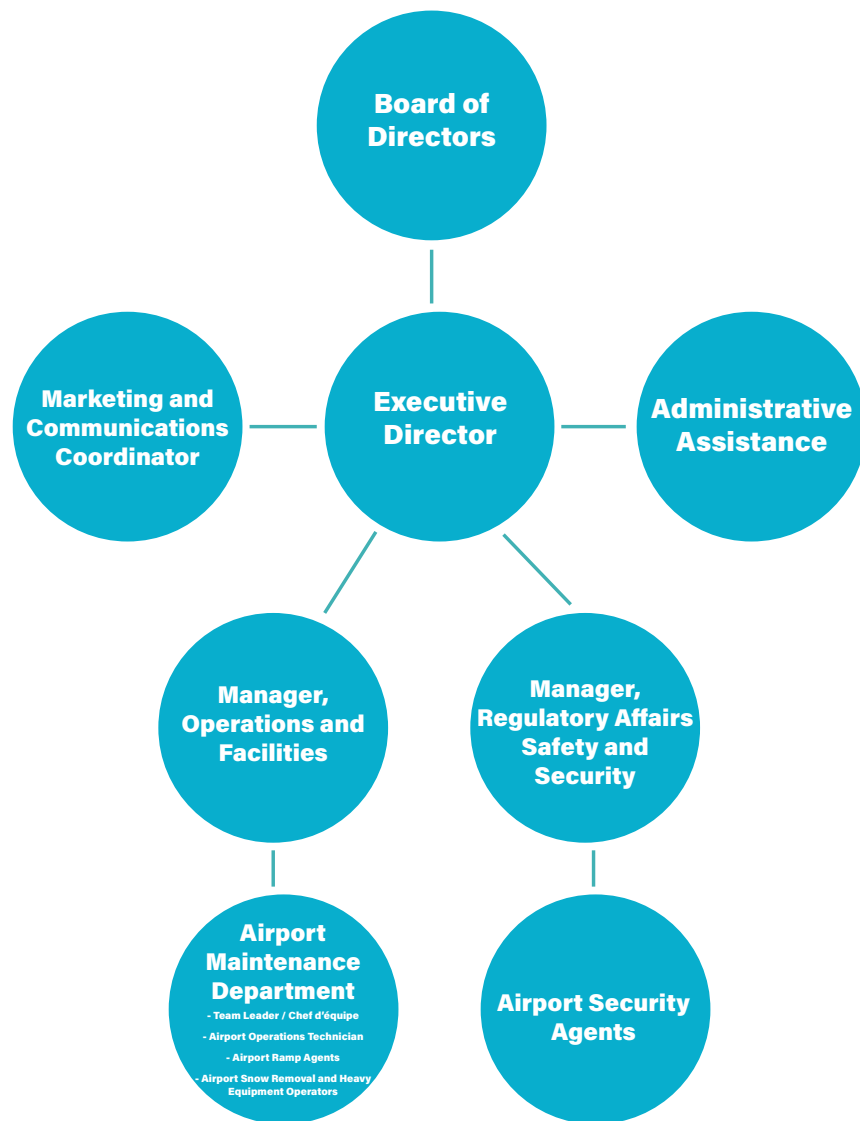 Board of
Directors
Marketing and
Communications
Coordinator
Executive
Director
Administrative
Assistance
Manager,
Operations and
Facilities
Manager,
Regulatory Affairs
Safety and
Security
Airport
Maintenance
Department
- Team Leader / Chef d'équipe
- Airport Operations Technician
- Airport Ramp Agents
- Airport Snow Removal and Heavy
Equipment Operators
Airport Security
Agents